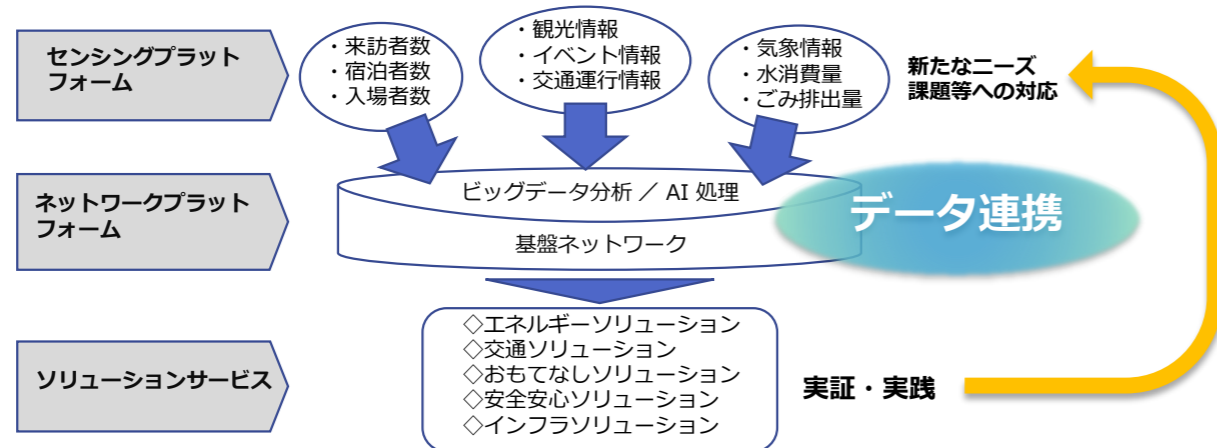 センシングプラット
フォーム
・来訪者数
・宿泊者数
・入場者数
・観光情報
・イベント情報
・交通運行情報
・気象情報
・水消費量
・ごみ排出量
新たなニーズ
課題等への対応
ネットワークプラット
フォーム
ビッグデータ分析 ／ AI 処理
基盤ネットワーク
データ連携
ソリューションサービス
◇エネルギーソリューション
◇交通ソリューション
◇おもてなしソリューション
◇安全安心ソリューション
◇インフラソリューション
実証・実践